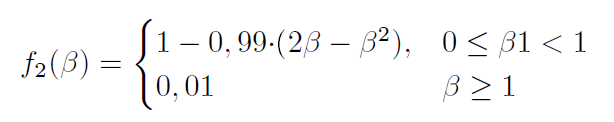 f₂(β) = { 1 − 0, 99·(2β − β²),   0 ≤ β1 < 1
0, 01   β ≥ 1